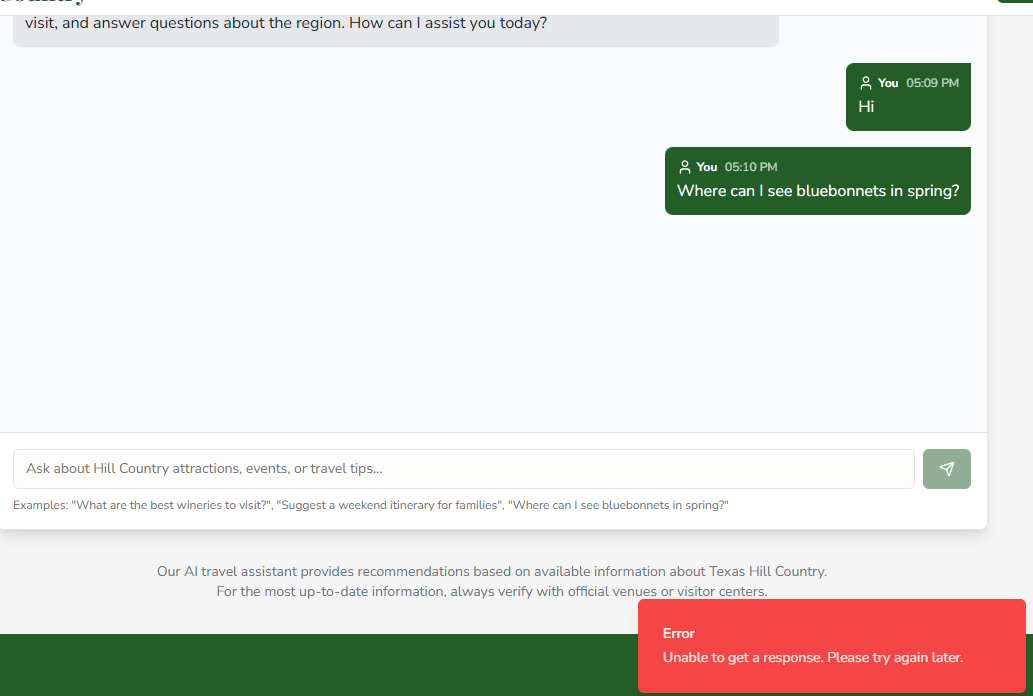 visit, and answer questions about the region. How can I assist you today?
You 05:09 PM
Hi
You 05:10 PM
Where can I see bluebonnets in spring?
Ask about Hill Country attractions, events, or travel tips...
Examples: "What are the best wineries to visit?", "Suggest a weekend itinerary for families", "Where can I see bluebonnets in spring?"
Our AI travel assistant provides recommendations based on available information about Texas Hill Country.
For the most up-to-date information, always verify with official venues or visitor centers.
Error
Unable to get a response. Please try again later.